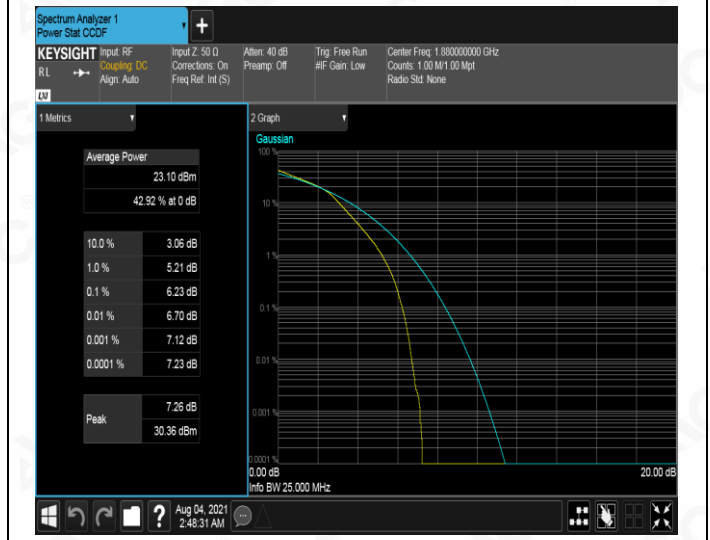 Spectrum Analyzer 1
Power Stat CCDF
+
KEYSIGHT
RL
LXI
Input: RF
Coupling: DC
Align: Auto
Input Z: 50 Ω
Corrections: On
Freq Ref: Int (S)
Atten: 40 dB
Preamp: Off
Trig: Free Run
#IF Gain: Low
Center Freq: 1.880000000 GHz
Counts: 1.00 M/1.00 Mpt
Radio Std: None
1 Metrics
Average Power
23.10 dBm
42.92 % at 0 dB
10.0 % 3.06 dB
1.0 % 5.21 dB
0.1 % 6.23 dB
0.01 % 6.70 dB
0.001 % 7.12 dB
0.0001 % 7.23 dB
Peak
7.26 dB
30.36 dBm
2 Graph
Gaussian
100 %
10 %
1 %
0.1 %
0.01 %
0.001 %
0.0001 %
0.00 dB 20.00 dB
Info BW 25.000 MHz
?
Aug 04, 2021
2:48:31 AM